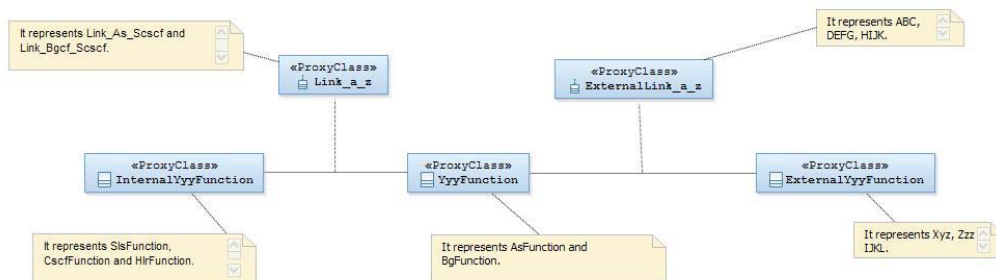 It represents Link_As_Scscf and
Link_Bgcf_Scscf.
It represents ABC,
DEFG, HIJK.
«ProxyClass»
Link_a_z
«ProxyClass»
ExternalLink_a_z
«ProxyClass»
InternalYyyFunction
«ProxyClass»
YyyFunction
«ProxyClass»
ExternalYyyFunction
It represents SlsFunction,
CscfFunction and HlrFunction.
It represents AsFunction and
BgFunction.
It represents Xyz, Zzz
IJKL.